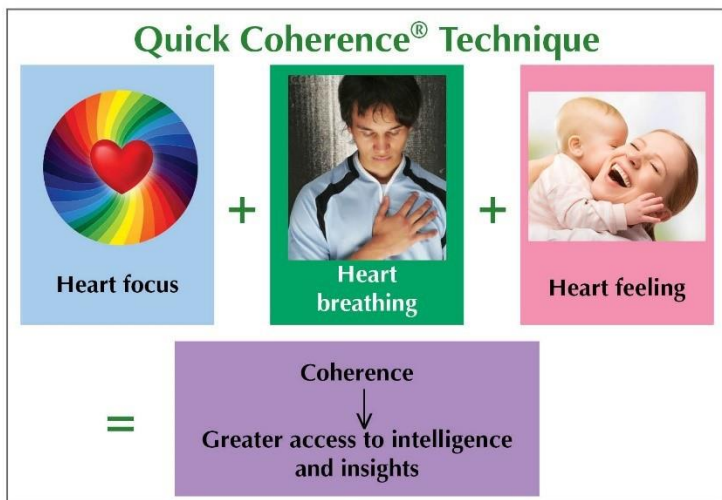 Quick Coherence® Technique
+
+
Heart focus
Heart
breathing
Heart feeling
=
Coherence
Greater access to intelligence
and insights